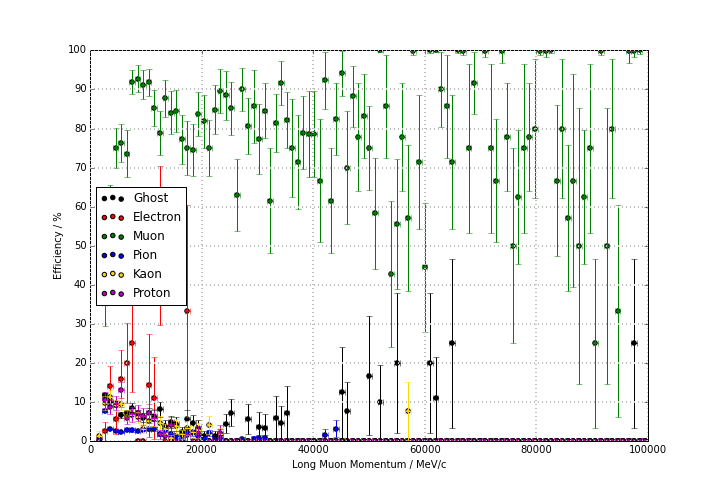 100
90
80
70
60
50
40
30
20
10
0
Efficiency / %
Ghost
Electron
Muon
Pion
Kaon
Proton
0
20000
40000
60000
80000
100000
Long Muon Momentum / MeV/c